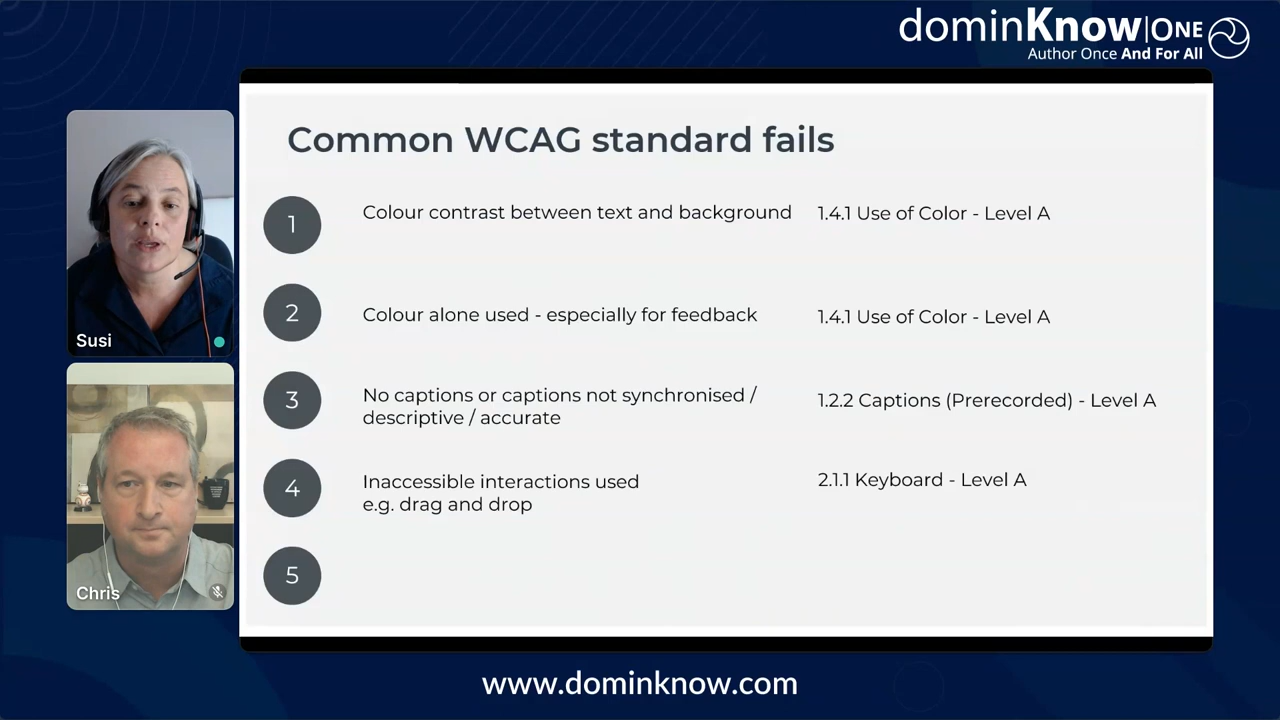 dominKnow|ONE
Author Once And For All
Common WCAG standard fails
1
Colour contrast between text and background
1.4.1 Use of Color - Level A
2
Colour alone used - especially for feedback
1.4.1 Use of Color - Level A
3
No captions or captions not synchronised /
descriptive / accurate
1.2.2 Captions (Prerecorded) - Level A
4
Inaccessible interactions used
e.g. drag and drop
2.1.1 Keyboard - Level A
5
Susi
Chris
www.dominknow.com